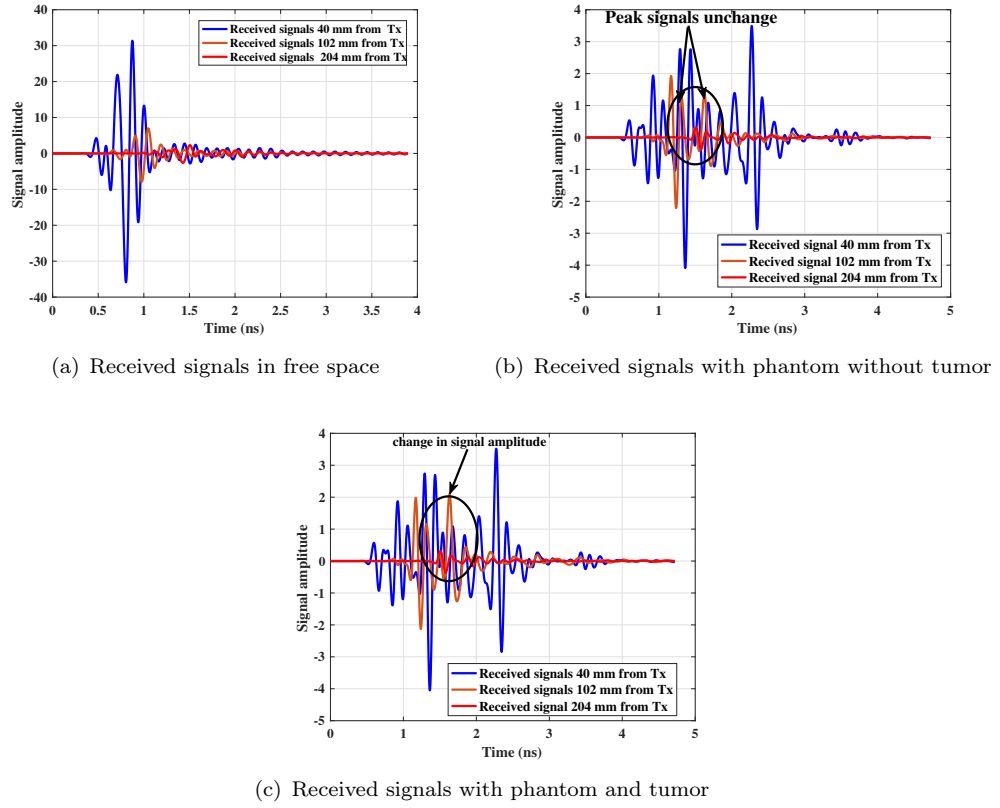 40
30
20
10
0
-10
-20
-30
-40
Signal amplitude
0 0.5 1 1.5 2 2.5 3 3.5 4
Time (ns)
Received signals 40 mm from Tx
Received signals 102 mm from Tx
Received signals 204 mm from Tx
(a) Received signals in free space
Peak signals unchange
4
3
2
1
0
-1
-2
-3
-4
-5
Signal amplitude
0 1 2 3 4 5
Time (ns)
Received signal 40 mm from Tx
Recived signal 102 mm from Tx
Received signal 204 mm from Tx
(b) Received signals with phantom without tumor
change in signal amplitude
4
3
2
1
0
-1
-2
-3
-4
-5
Signal amplitude
0 1 2 3 4 5
Time (ns)
Received signals 40 mm from Tx
Received signals 102 mm from Tx
Received signal 204 mm from Tx
(c) Received signals with phantom and tumor